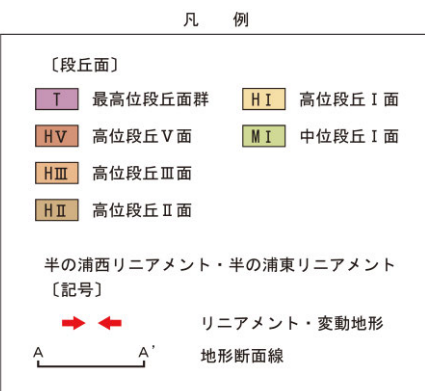 凡　例
〔段丘面〕
T 最高位段丘面群 HⅠ 高位段丘Ⅰ面
HⅤ 高位段丘Ⅴ面 MⅠ 中位段丘Ⅰ面
HⅢ 高位段丘Ⅲ面
HⅡ 高位段丘Ⅱ面
半の浦西リニアメント・半の浦東リニアメント
〔記号〕
リニアメント・変動地形
A A' 地形断面線